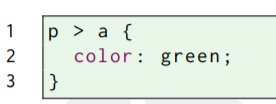 1 p > a {
2   color: green;
3 }